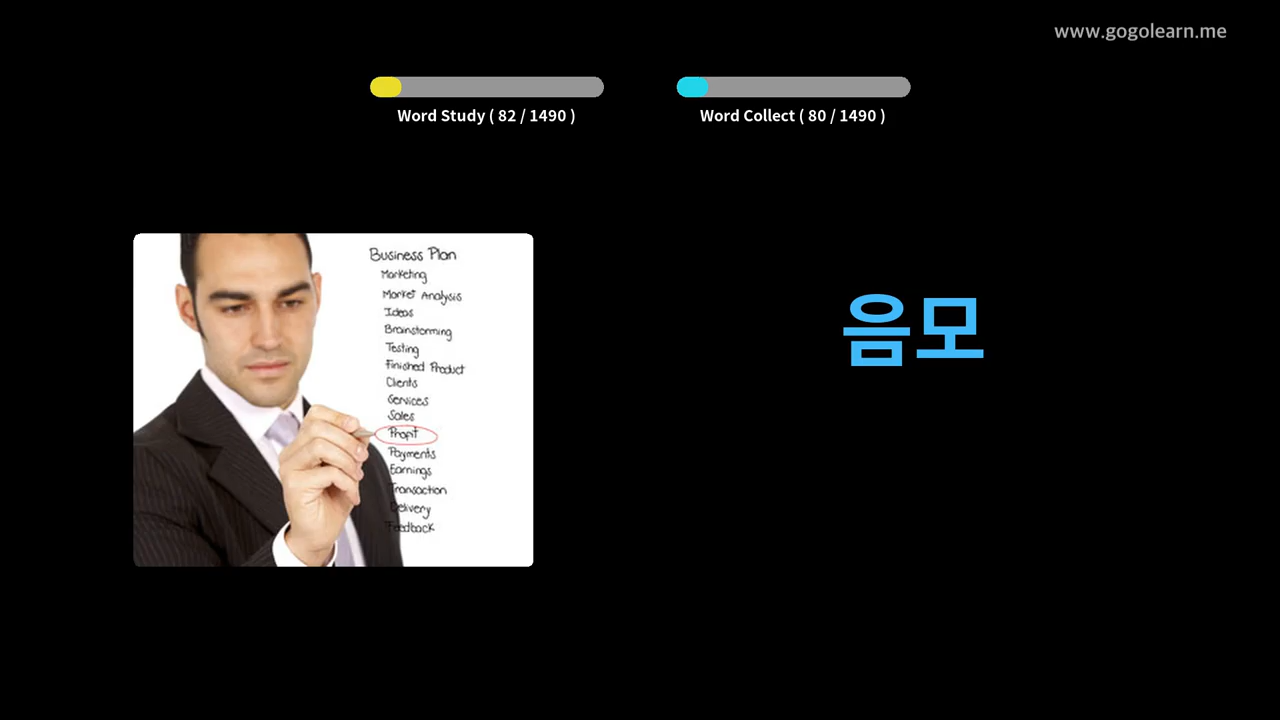 www.gogolearn.me
Word Study ( 82 / 1490 )
Word Collect ( 80 / 1490 )
Business Plan
Marketing
Market Analysis
Ideas
Brainstorming
Testing
Finished Product
Clients
Services
Sales
Profit
Payments
Earnings
Transaction
Delivery
Feedback
음모